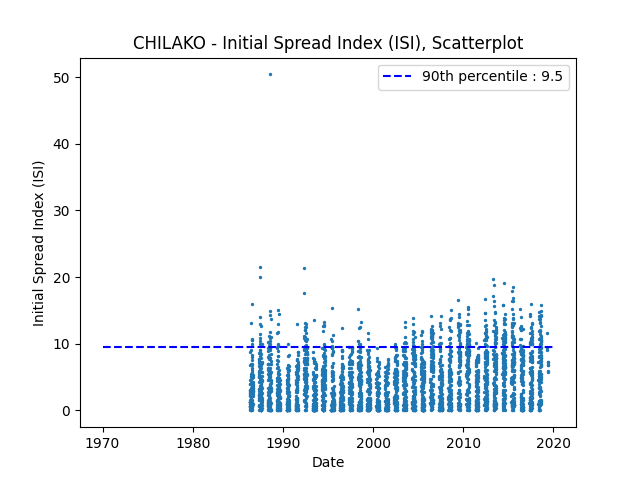 CHILAKO - Initial Spread Index (ISI), Scatterplot
90th percentile : 9.5
Initial Spread Index (ISI)
50
40
30
20
10
0
1970 1980 1990 2000 2010 2020
Date